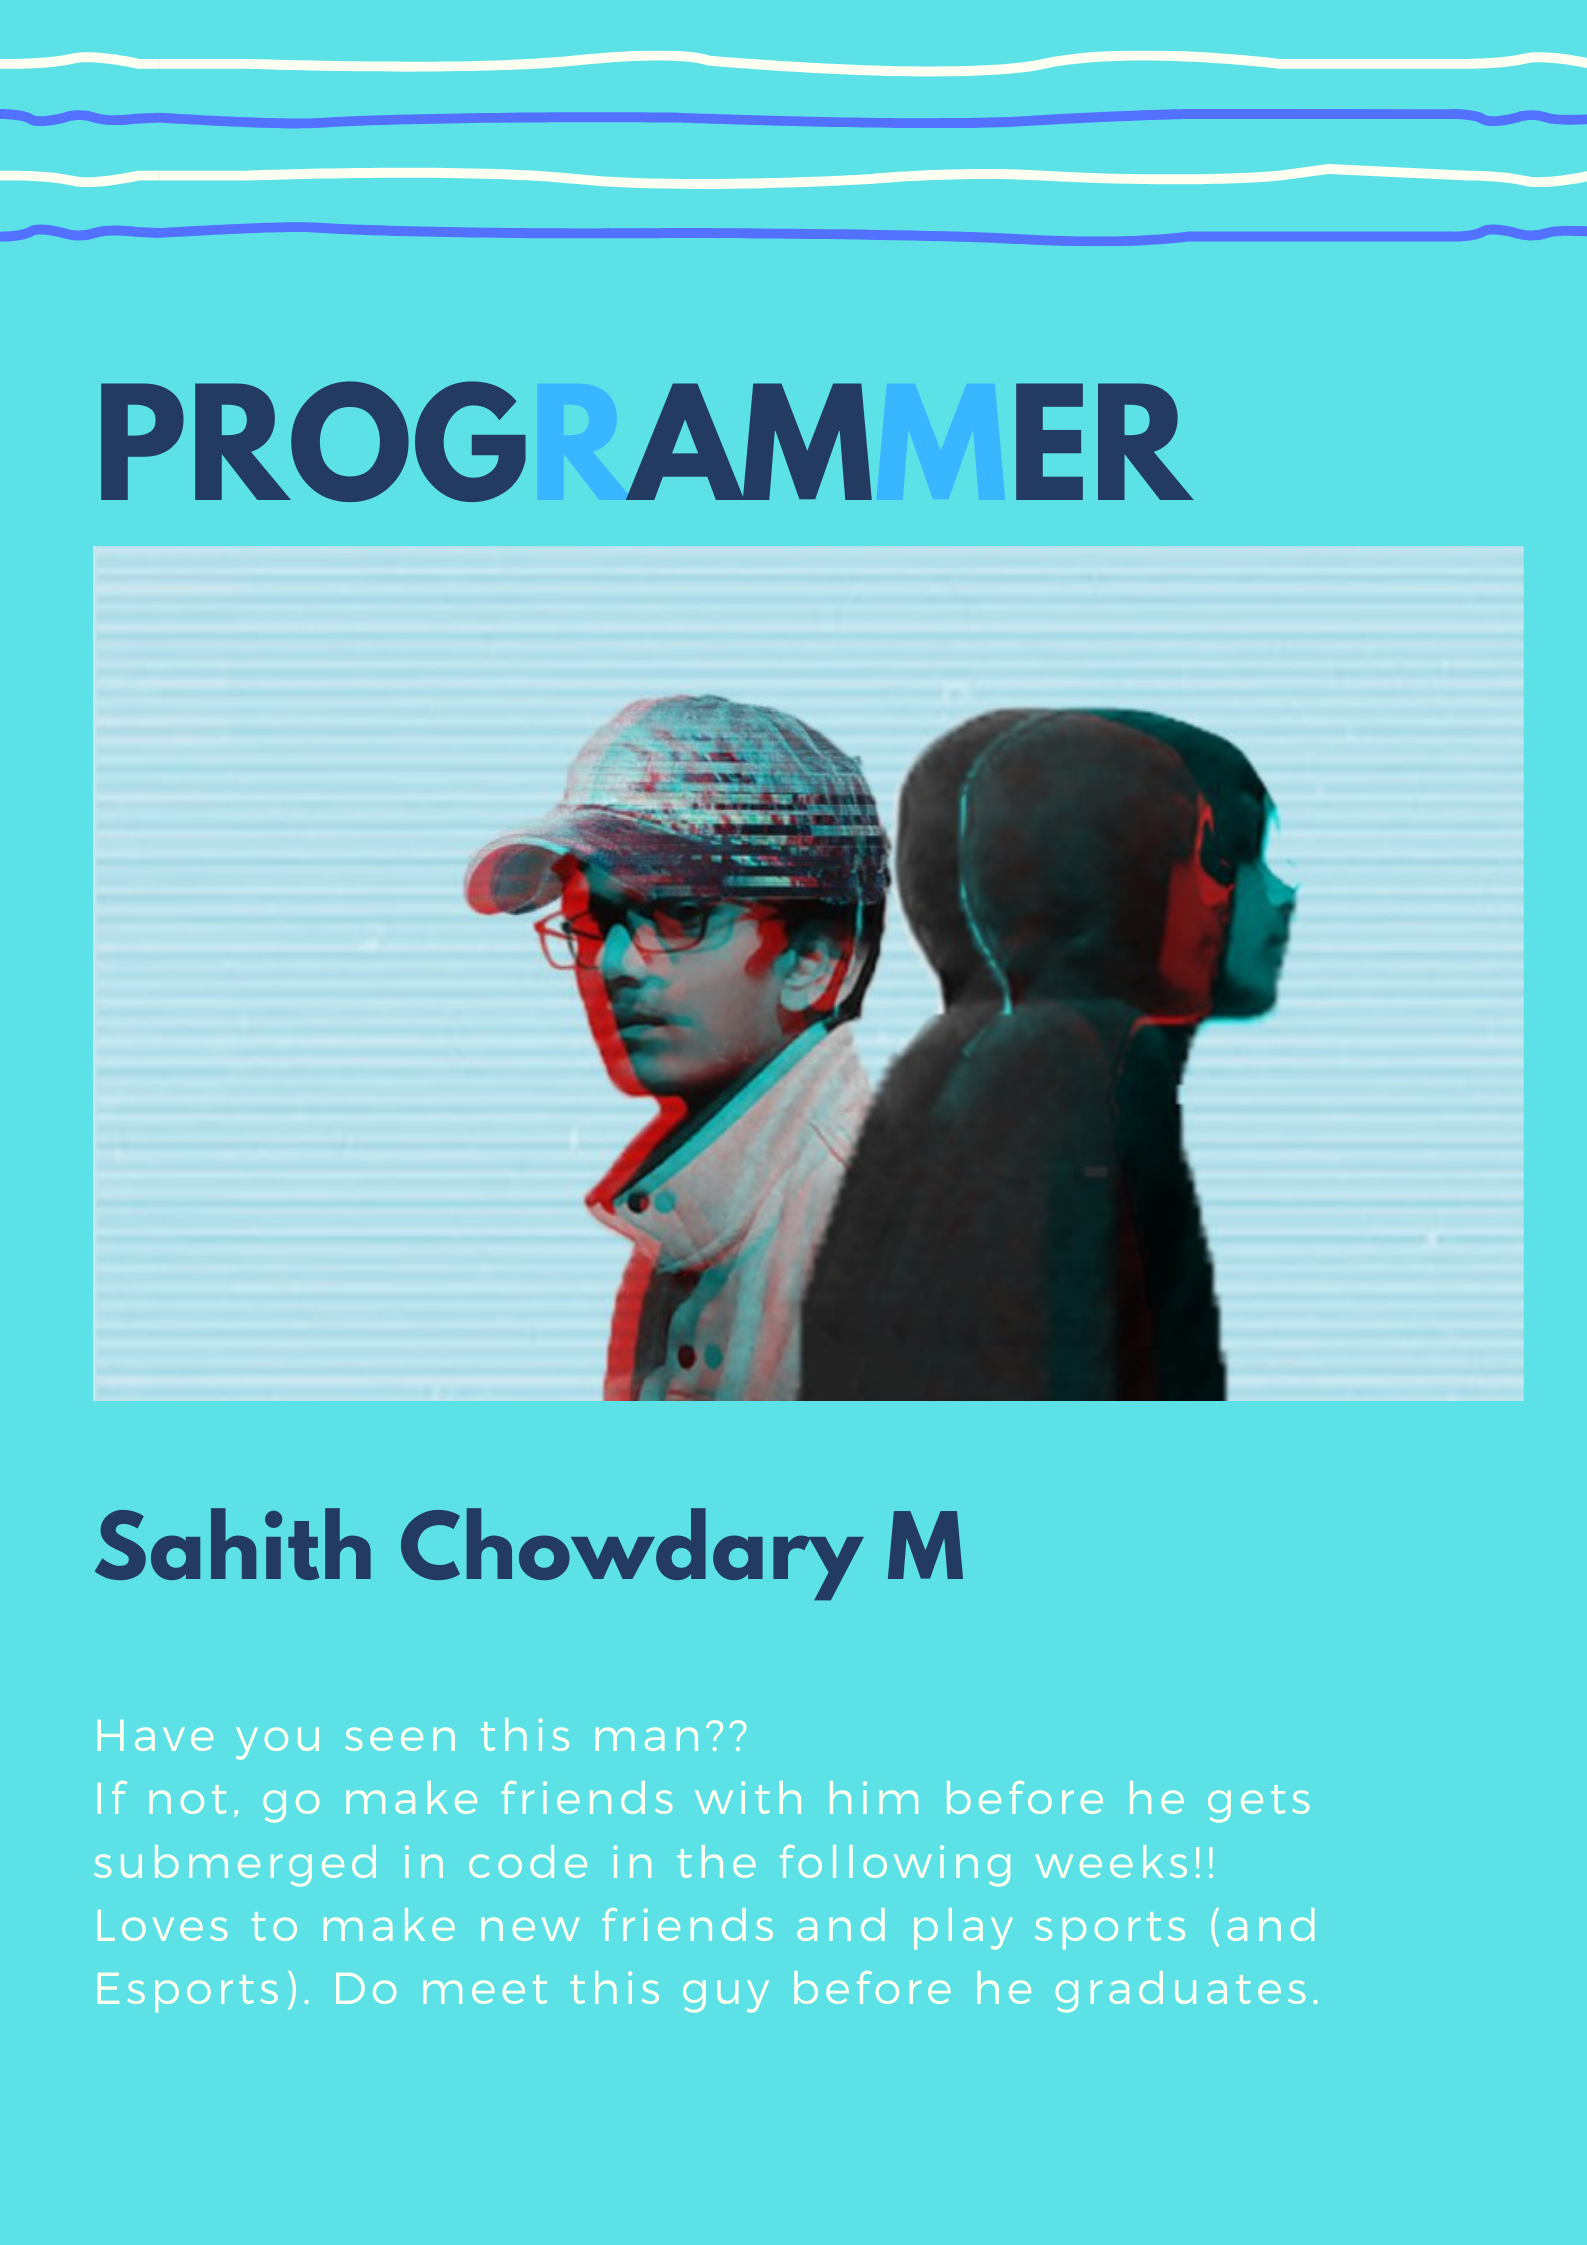 PROGRAMMER
Sahith Chowdary M
Have you seen this man??
If not, go make friends with him before he gets
submerged in code in the following weeks!!
Loves to make new friends and play sports (and
Esports). Do meet this guy before he graduates.